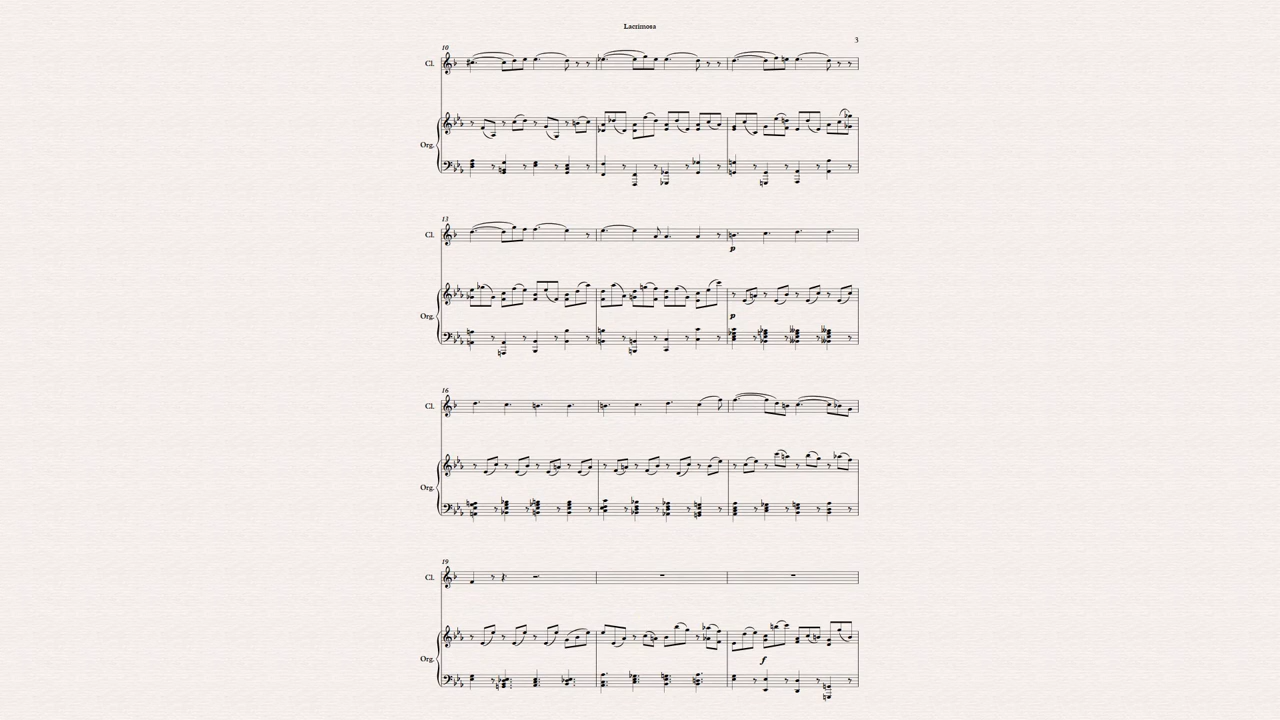 Lacrimosa
3
10
Cl.
Org.
13
Cl.
p
Org.
p
16
Cl.
Org.
19
Cl.
Org.
f